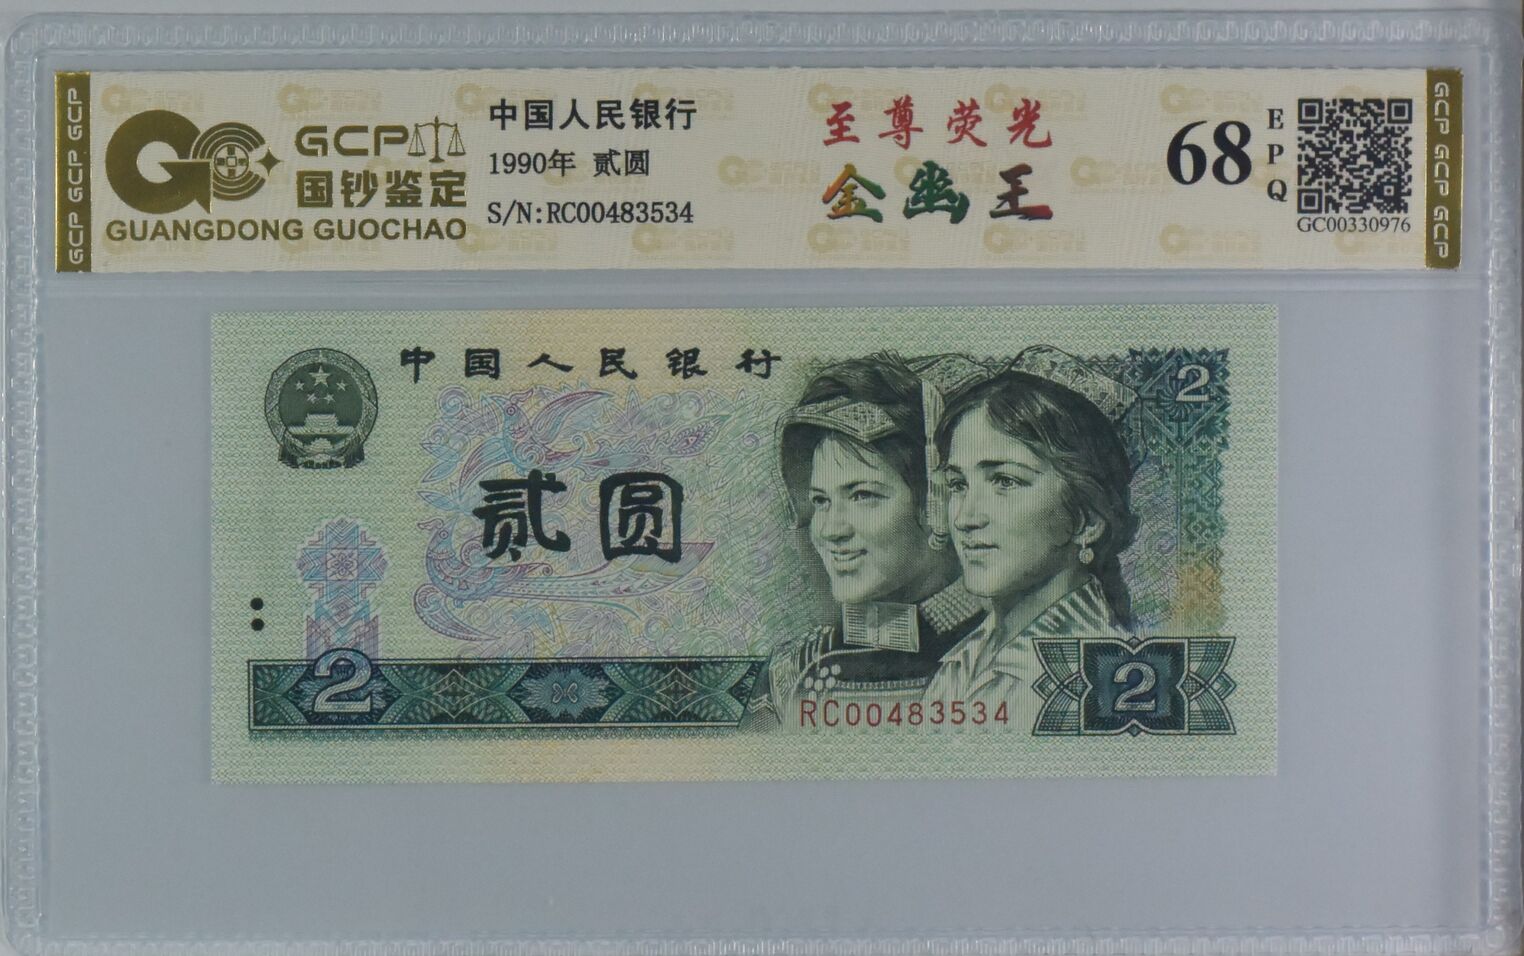 GCP
国钞鉴定
GUANGDONG GUOCHAO
中国人民银行
1990年 贰圆
S/N:RC00483534
至尊荧光
金幽王
68
EPQ
GC00330976
GCP GCP GCP
GCP GCP GCP
中国人民银行
2
贰圆
2
RC00483534
2